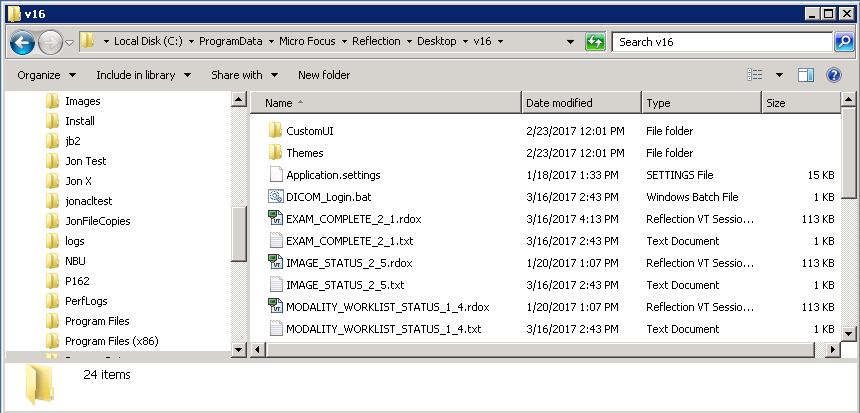 v16
Local Disk (C:) ProgramData Micro Focus Reflection Desktop v16 Search v16
Organize Include in library Share with New folder
Images
Install
jb2
Jon Test
Jon X
jonacltest
JonFileCopies
logs
NBU
P162
PerfLogs
Program Files
Program Files (x86)
Name Date modified Type Size
CustomUI 2/23/2017 12:01 PM File folder
Themes 2/23/2017 12:01 PM File folder
Application.settings 1/18/2017 1:33 PM SETTINGS File 15 KB
DICOM_Login.bat 3/16/2017 2:43 PM Windows Batch File 1 KB
EXAM_COMPLETE_2_1.rdox 3/16/2017 4:13 PM Reflection VT Sessio... 113 KB
EXAM_COMPLETE_2_1.txt 3/16/2017 2:43 PM Text Document 1 KB
IMAGE_STATUS_2_5.rdox 1/20/2017 1:07 PM Reflection VT Sessio... 113 KB
IMAGE_STATUS_2_5.txt 3/16/2017 2:43 PM Text Document 1 KB
MODALITY_WORKLIST_STATUS_1_4.rdox 1/20/2017 1:07 PM Reflection VT Sessio... 113 KB
MODALITY_WORKLIST_STATUS_1_4.txt 3/16/2017 2:43 PM Text Document 1 KB
24 items